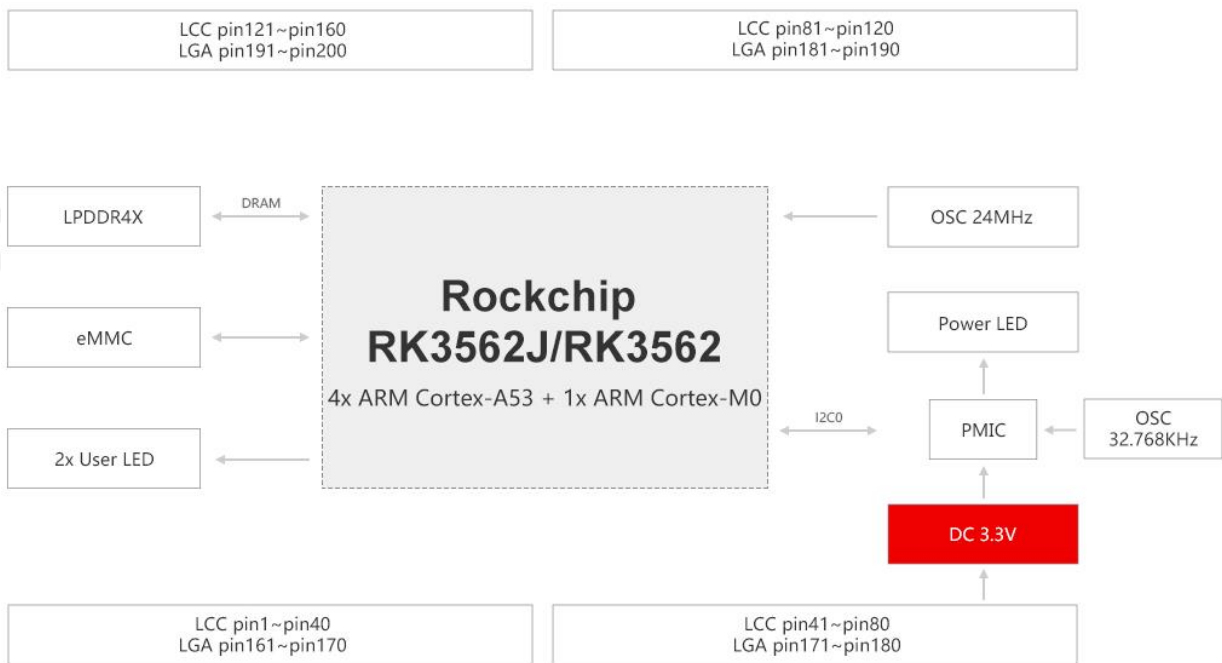 LCC pin121~pin160
LGA pin191~pin200
LCC pin81~pin120
LGA pin181~pin190
LPDDR4X
DRAM
OSC 24MHz
Rockchip
RK3562J/RK3562
4x ARM Cortex-A53 + 1x ARM Cortex-M0
eMMC
Power LED
2x User LED
I2C0
PMIC
OSC
32.768KHz
DC 3.3V
LCC pin1~pin40
LGA pin161~pin170
LCC pin41~pin80
LGA pin171~pin180